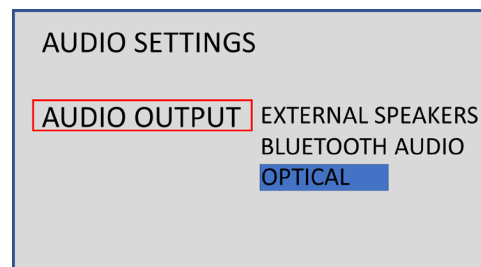 AUDIO SETTINGS
AUDIO OUTPUT EXTERNAL SPEAKERS
BLUETOOTH AUDIO
OPTICAL